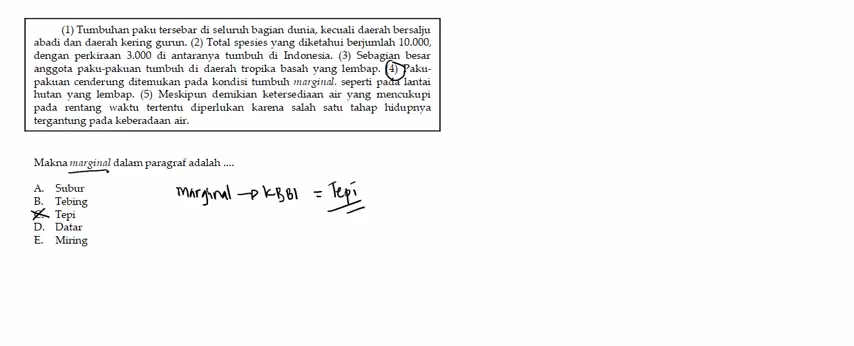 (1) Tumbuhan paku tersebar di seluruh bagian dunia, kecuali daerah bersalju
abadi dan daerah kering gurun. (2) Total spesies yang diketahui berjumlah 10.000,
dengan perkiraan 3.000 di antaranya tumbuh di Indonesia. (3) Sebagian besar
anggota paku-pakuan tumbuh di daerah tropika basah yang lembap. (4) Paku-
pakuan cenderung ditemukan pada kondisi tumbuh marginal. seperti pada lantai
hutan yang lembap. (5) Meskipun demikian ketersediaan air yang mencukupi
pada rentang waktu tertentu diperlukan karena salah satu tahap hidupnya
tergantung pada keberadaan air.
Makna marginal dalam paragraf adalah ....
A. Subur
B. Tebing
C. Tepi
D. Datar
E. Miring
marginal → KBBI = Tepi